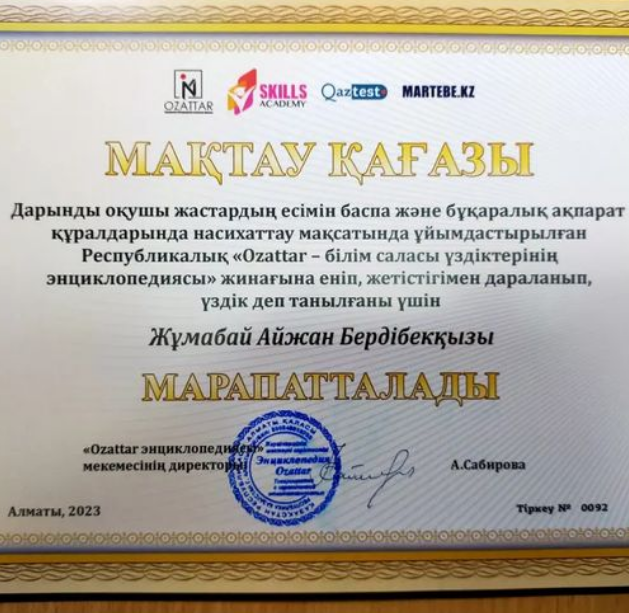 OZATTAR
SKILLS
ACADEMY
Qaztest
MARTEBE.KZ
МАҚТАУ ҚАҒАЗЫ
Дарынды оқушы жастардың есімін баспа және бұқаралық ақпарат
құралдарында насихаттау мақсатында ұйымдастырылған
Республикалық «Ozattar – білім саласы үздіктерінің
энциклопедиясы» жинағына еніп, жетістігімен дараланып,
үздік деп танылғаны үшін
Жұмабай Айжан Бердібекқызы
МАРАПАТТАЛАДЫ
«Ozattar энциклопедиясы»
мекемесінің директоры
А.Сабирова
Энциклопедия
Ozattar
Алматы, 2023
Тіркеу № 0092